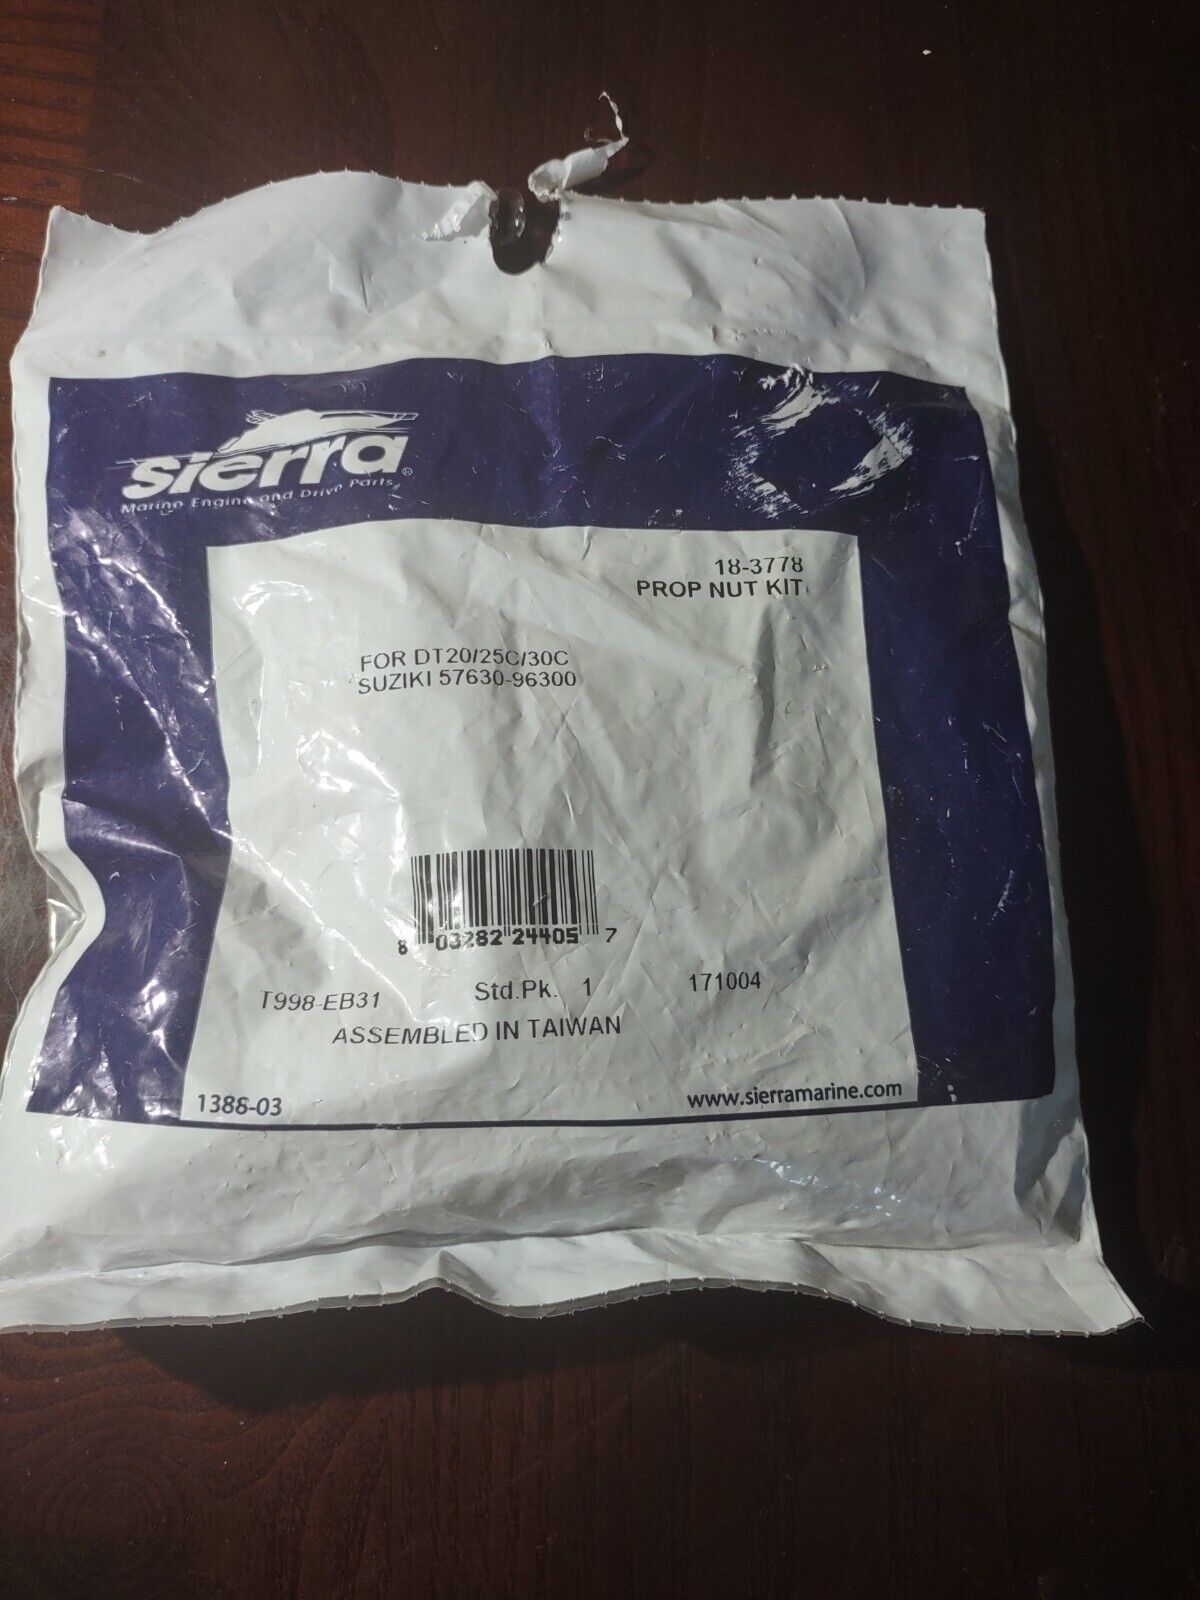 sierra®
Marine Engine and Drive Parts
18-3778
PROP NUT KIT
FOR DT20/25C/30C
SUZIKI 57630-96300
8 03282 24405 7
T998-EB31 Std.Pk. 1 171004
ASSEMBLED IN TAIWAN
1388-03 www.sierramarine.com